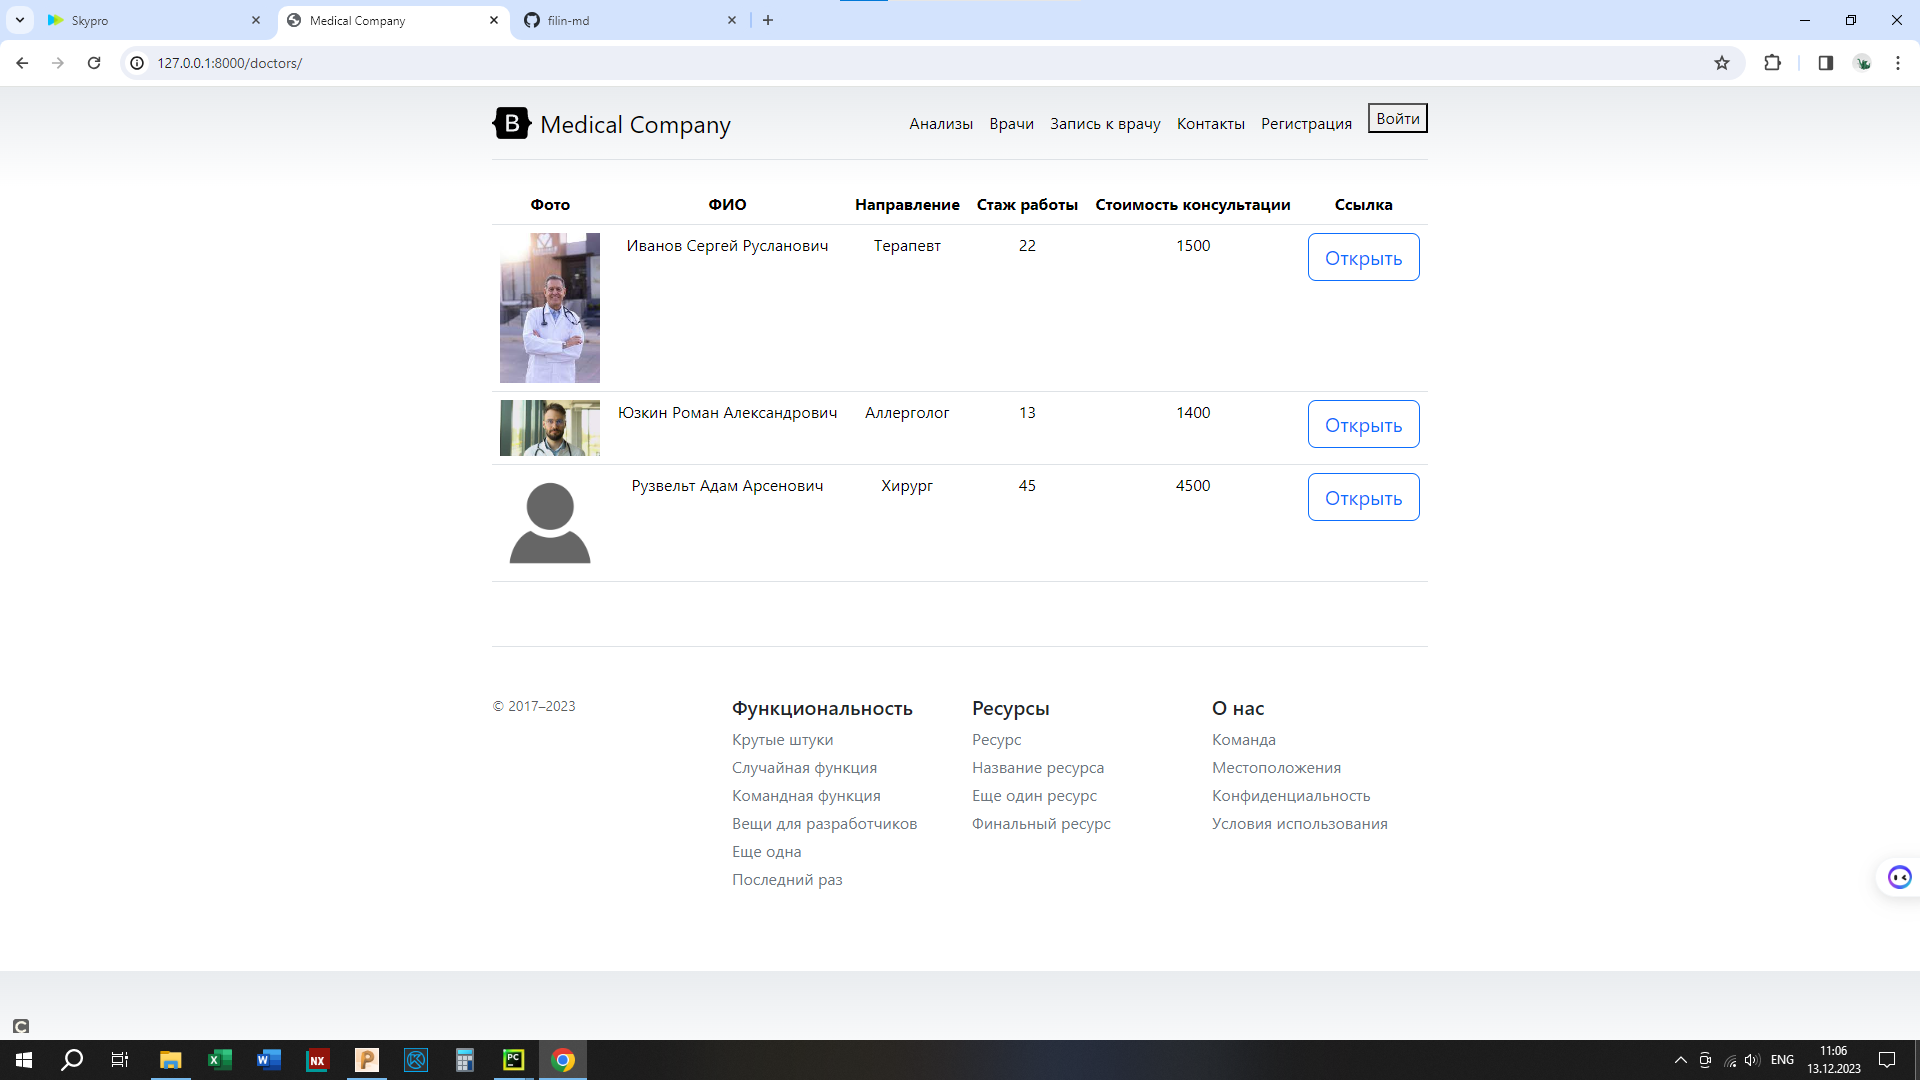 Skypro
Medical Company
filin-md
127.0.0.1:8000/doctors/
B Medical Company
Анализы Врачи Запись к врачу Контакты Регистрация Войти
Фото ФИО Направление Стаж работы Стоимость консультации Ссылка
Иванов Сергей Русланович Терапевт 22 1500 Открыть
Юзкин Роман Александрович Аллерголог 13 1400 Открыть
Рузвельт Адам Арсенович Хирург 45 4500 Открыть
© 2017–2023
Функциональность
Крутые штуки
Случайная функция
Командная функция
Вещи для разработчиков
Еще одна
Последний раз
Ресурсы
Ресурс
Название ресурса
Еще один ресурс
Финальный ресурс
О нас
Команда
Местоположения
Конфиденциальность
Условия использования
C
X W NX P PC ENG 11:06
13.12.2023